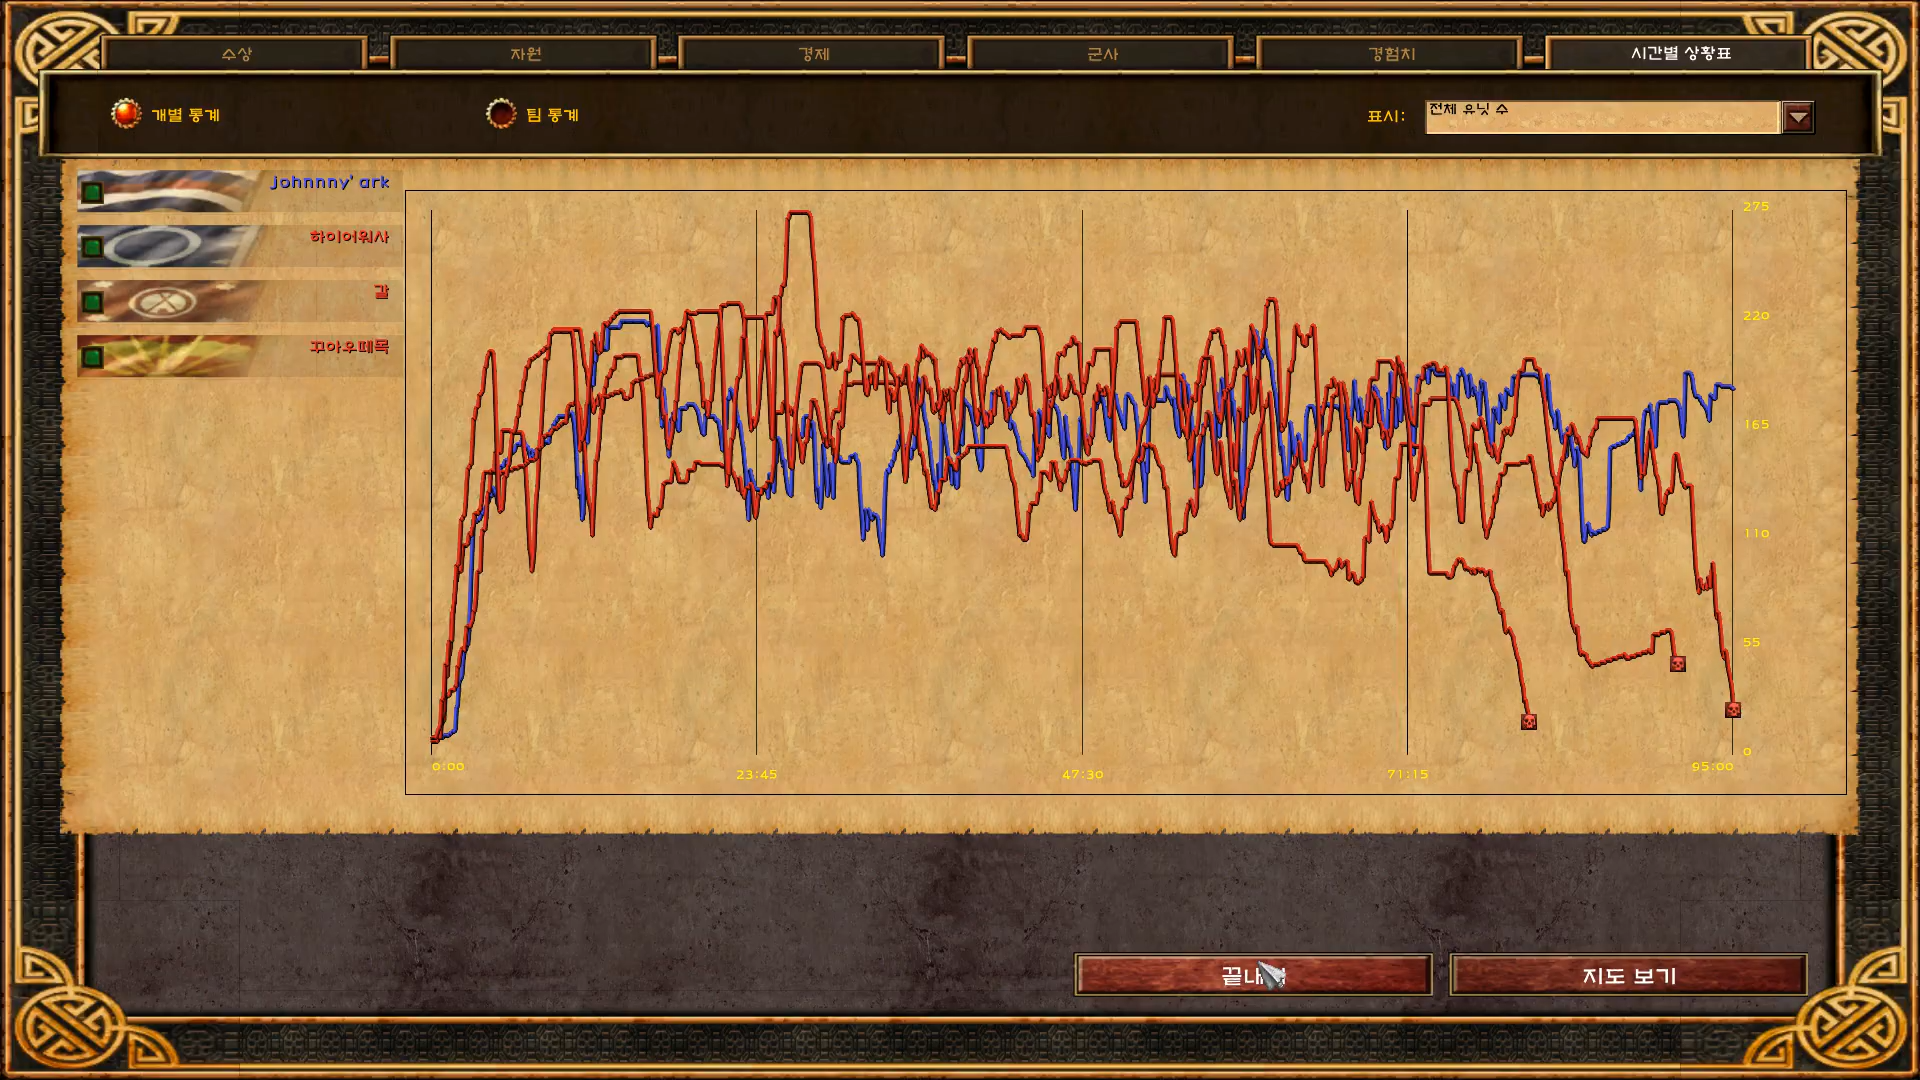 수상
자원
경제
군사
경험치
시간별 상황표
개별 통계
팀 통계
표시:
전체 유닛 수
johnnny' ark
하이어워사
갈
꾸아우떼목
275
220
165
110
55
0
0:00
23:45
47:30
71:15
95:00
지도 보기